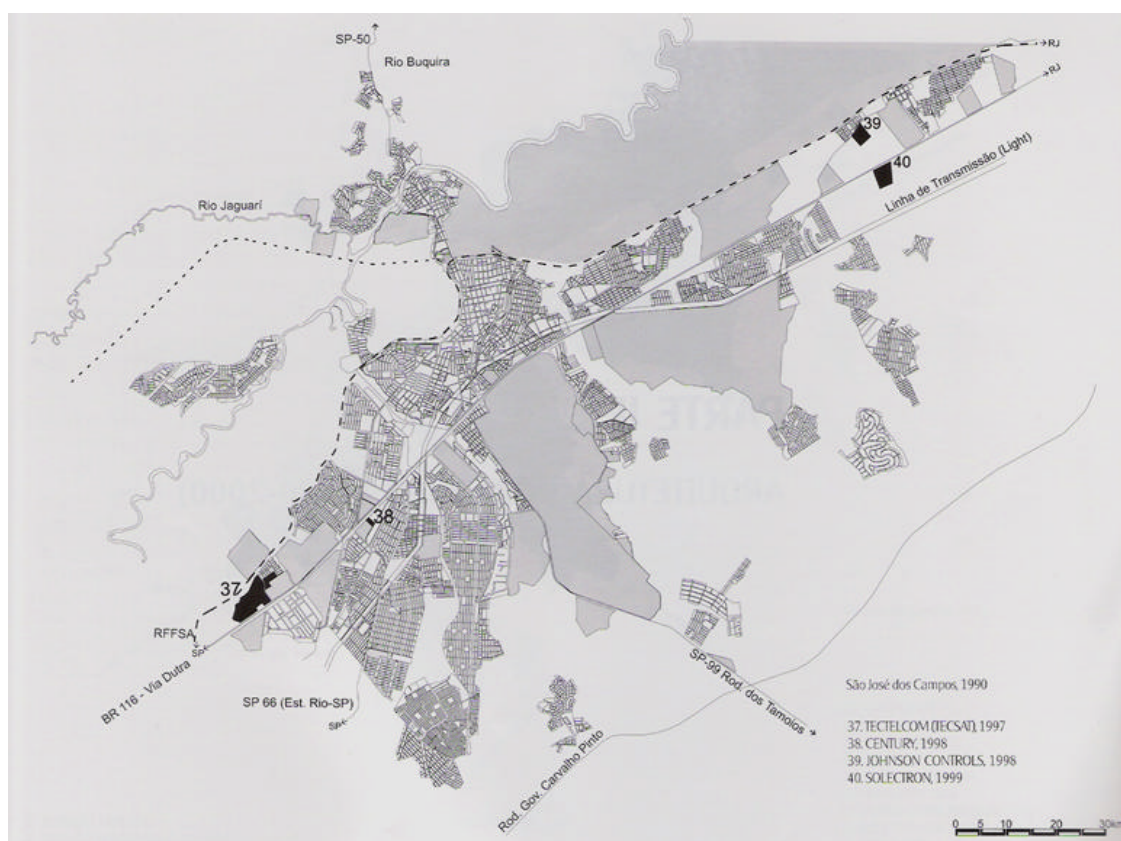 SP-50
Rio Buquira
RJ
RJ
39
40
Linha de Transmissão (Light)
Rio Jaguarí
38
37
RFFSA
SP
BR 116 - Via Dutra
SP 66 (Est. Rio-SP)
SP
SP-99 Rod. dos Tamoios
Rod. Gov. Carvalho Pinto
São José dos Campos, 1990
37. TECTELCOM (TECSAT), 1997
38. CENTURY, 1998
39. JOHNSON CONTROLS, 1998
40. SOLECTRON, 1999
0 5 10 20 30km